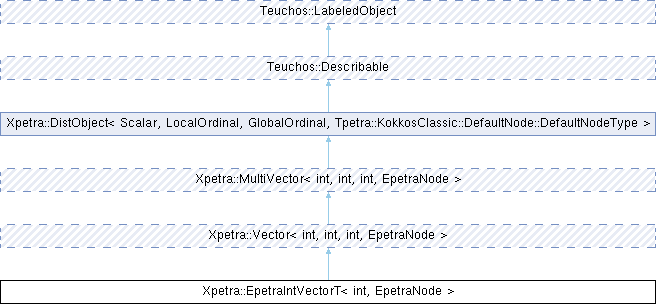 Teuchos::LabeledObject
Teuchos::Describable
Xpetra::DistObject< Scalar, LocalOrdinal, GlobalOrdinal, Tpetra::KokkosClassic::DefaultNode::DefaultNodeType >
Xpetra::MultiVector< int, int, int, EpetraNode >
Xpetra::Vector< int, int, int, EpetraNode >
Xpetra::EpetraIntVectorT< int, EpetraNode >